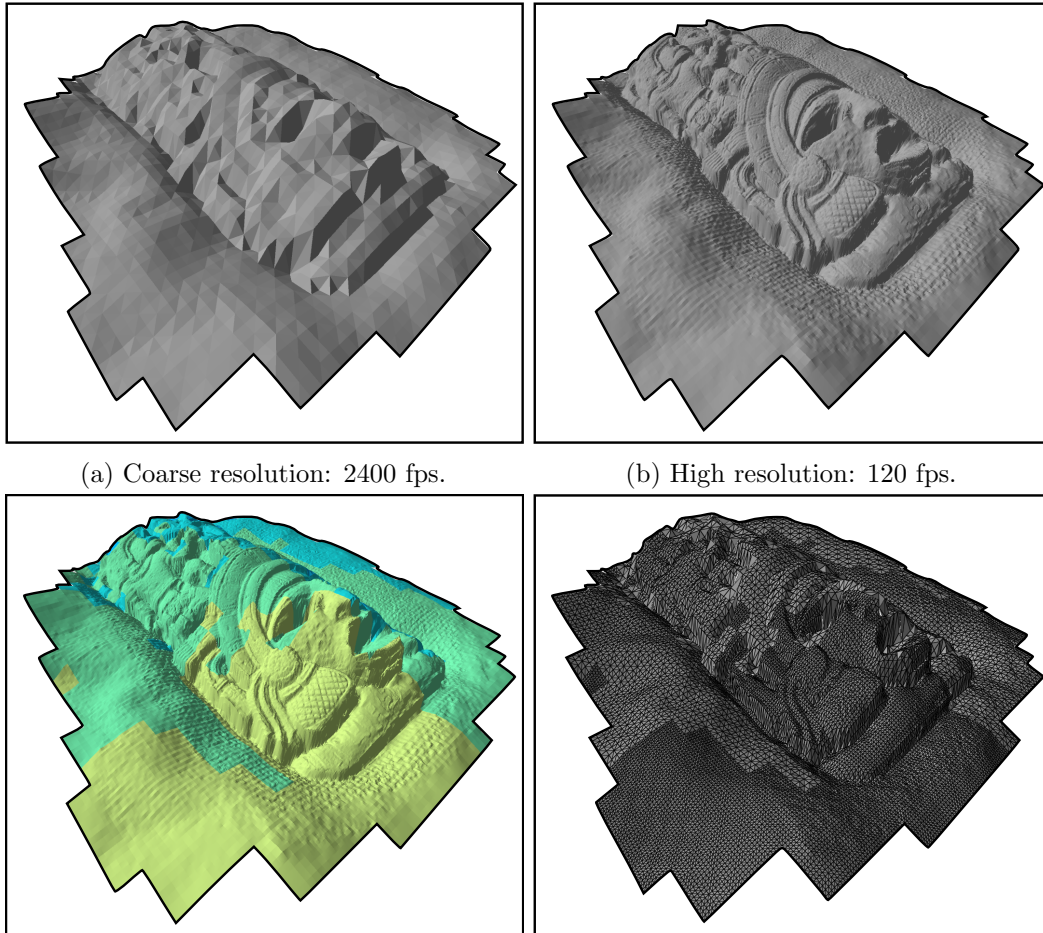 (a) Coarse resolution: 2400 fps.
(b) High resolution: 120 fps.